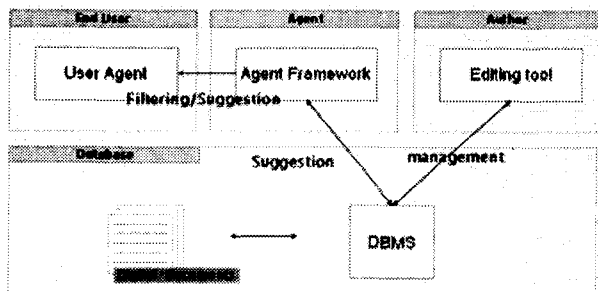 End User
Agent
Author
User Agent
Agent Framework
Editing tool
Filtering/Suggestion
Database
Suggestion
management
DBMS